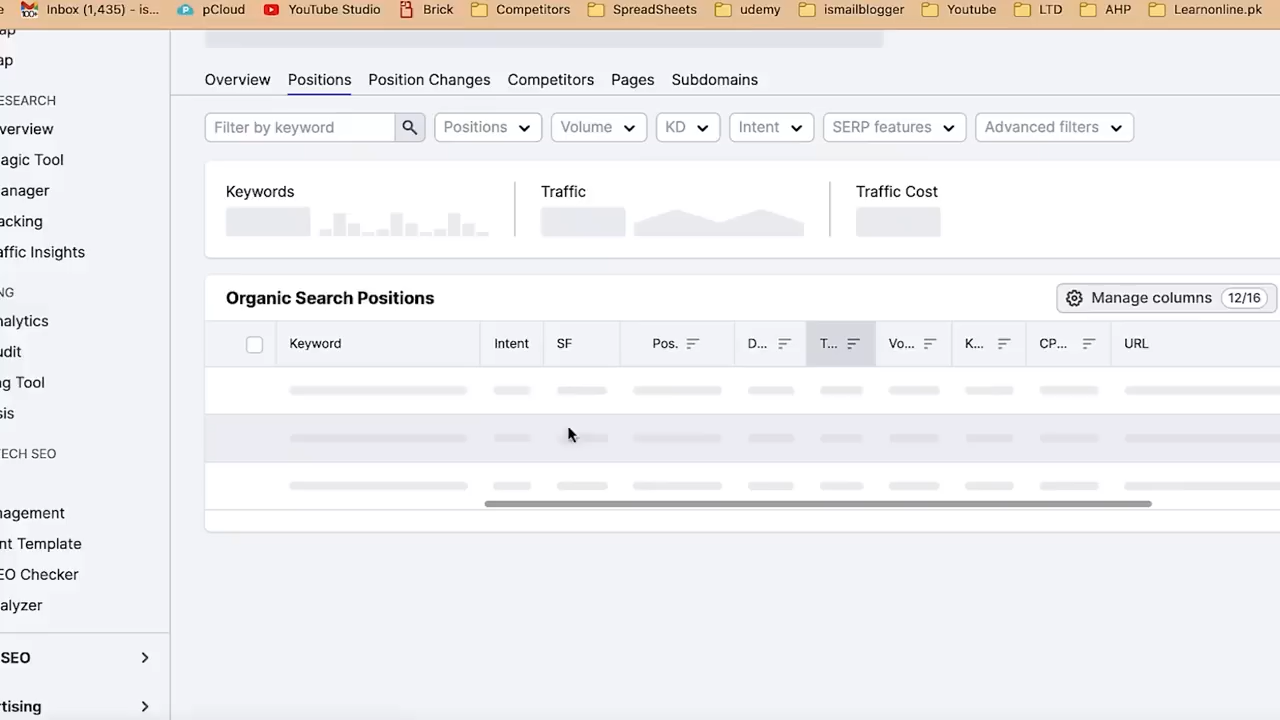 e Inbox (1,435) - is... pCloud YouTube Studio Brick Competitors SpreadSheets udemy ismailblogger Youtube LTD AHP Learnonline.pk
ap
ap
ESEARCH
verview
agic Tool
anager
acking
affic Insights
NG
nalytics
udit
ng Tool
sis
TECH SEO
nagement
nt Template
EO Checker
alyzer
SEO
rtising
Overview Positions Position Changes Competitors Pages Subdomains
Filter by keyword Positions Volume KD Intent SERP features Advanced filters
Keywords Traffic Traffic Cost
Organic Search Positions Manage columns 12/16
Keyword Intent SF Pos. D... T... Vo... K... CP... URL